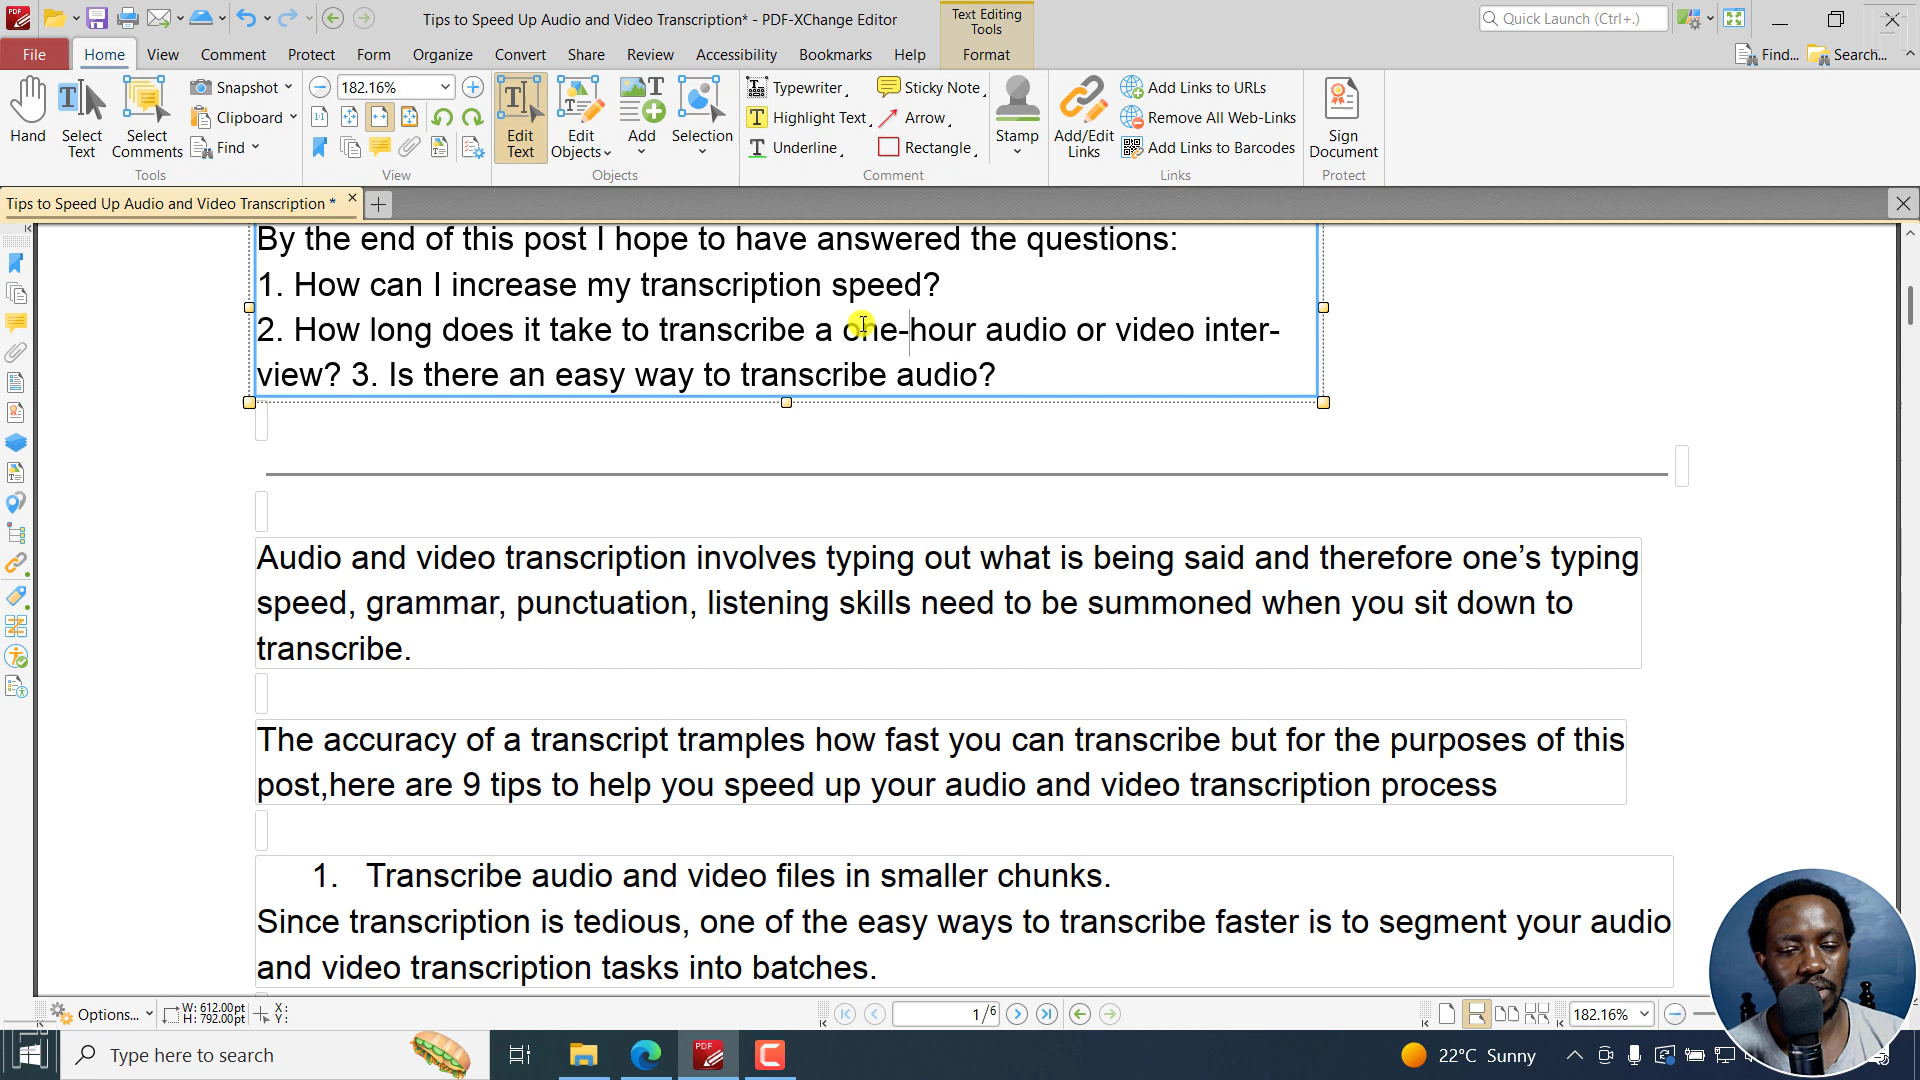 Tips to Speed Up Audio and Video Transcription* - PDF-XChange Editor
Text Editing Tools
Quick Launch (Ctrl+.)
File Home View Comment Protect Form Organize Convert Share Review Accessibility Bookmarks Help Format
Find... Search...
Hand
Select Text
Select Comments
Snapshot
Clipboard
Find
Tools
182.16%
View
Edit Text
Edit Objects
Add
Selection
Objects
Typewriter
Highlight Text
Underline
Sticky Note
Arrow
Rectangle
Stamp
Comment
Add/Edit Links
Add Links to URLs
Remove All Web-Links
Add Links to Barcodes
Links
Sign Document
Protect
Tips to Speed Up Audio and Video Transcription *
By the end of this post I hope to have answered the questions:
1. How can I increase my transcription speed?
2. How long does it take to transcribe a one-hour audio or video inter-
view? 3. Is there an easy way to transcribe audio?
Audio and video transcription involves typing out what is being said and therefore one’s typing
speed, grammar, punctuation, listening skills need to be summoned when you sit down to
transcribe.
The accuracy of a transcript tramples how fast you can transcribe but for the purposes of this
post,here are 9 tips to help you speed up your audio and video transcription process
1. Transcribe audio and video files in smaller chunks.
Since transcription is tedious, one of the easy ways to transcribe faster is to segment your audio
and video transcription tasks into batches.
Options...
W: 612.00pt
H: 792.00pt
X:
Y:
1/6
182.16%
Type here to search
22°C Sunny